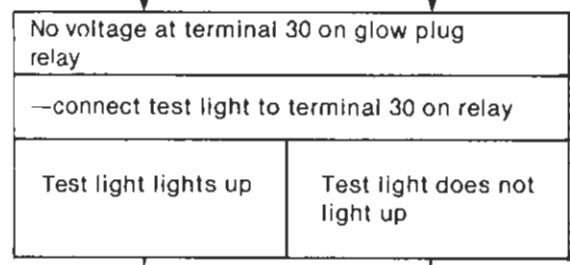 No voltage at terminal 30 on glow plug
relay
—connect test light to terminal 30 on relay
Test light lights up
Test light does not
light up